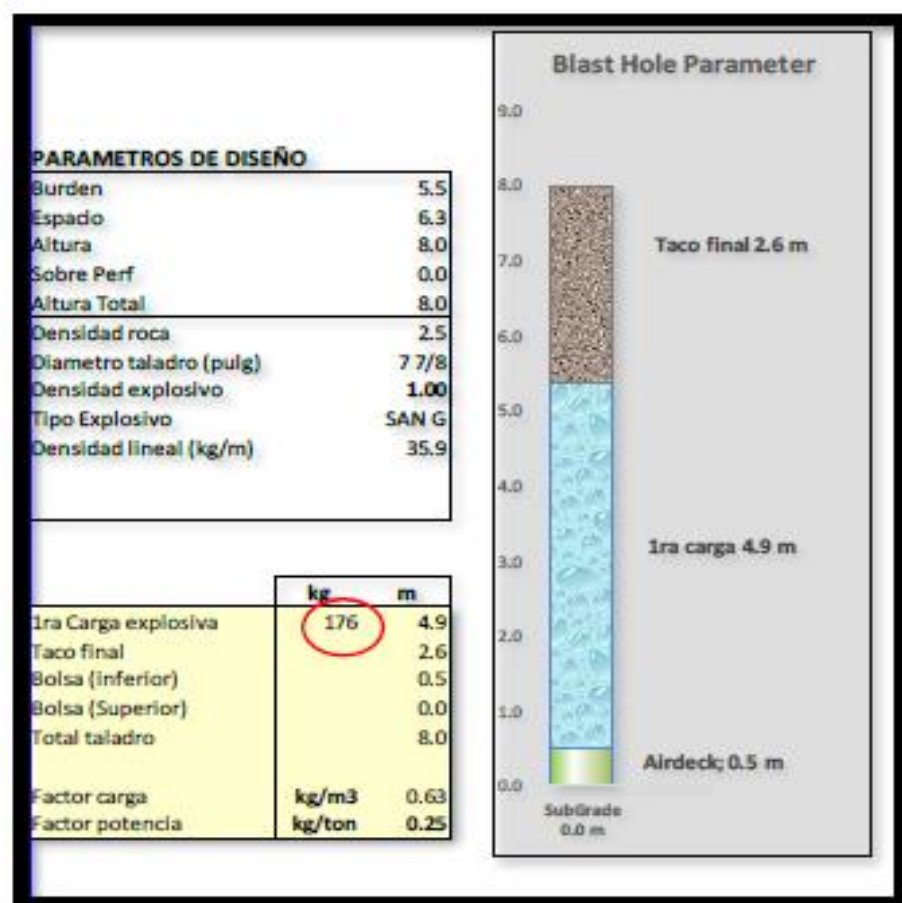 PARAMETROS DE DISEÑO
Burden 5.5
Espacio 6.3
Altura 8.0
Sobre Perf 0.0
Altura Total 8.0
Densidad roca 2.5
Diametro taladro (pulg) 7 7/8
Densidad explosivo 1.00
Tipo Explosivo SAN G
Densidad lineal (kg/m) 35.9
kg m
1ra Carga explosiva 176 4.9
Taco final 2.6
Bolsa (inferior) 0.5
Bolsa (Superior) 0.0
Total taladro 8.0
Factor carga kg/m3 0.63
Factor potencia kg/ton 0.25
Blast Hole Parameter
9.0
8.0
Taco final 2.6 m
7.0
6.0
5.0
4.0
1ra carga 4.9 m
3.0
2.0
1.0
Airdeck; 0.5 m
0.0
SubGrade
0.0 m